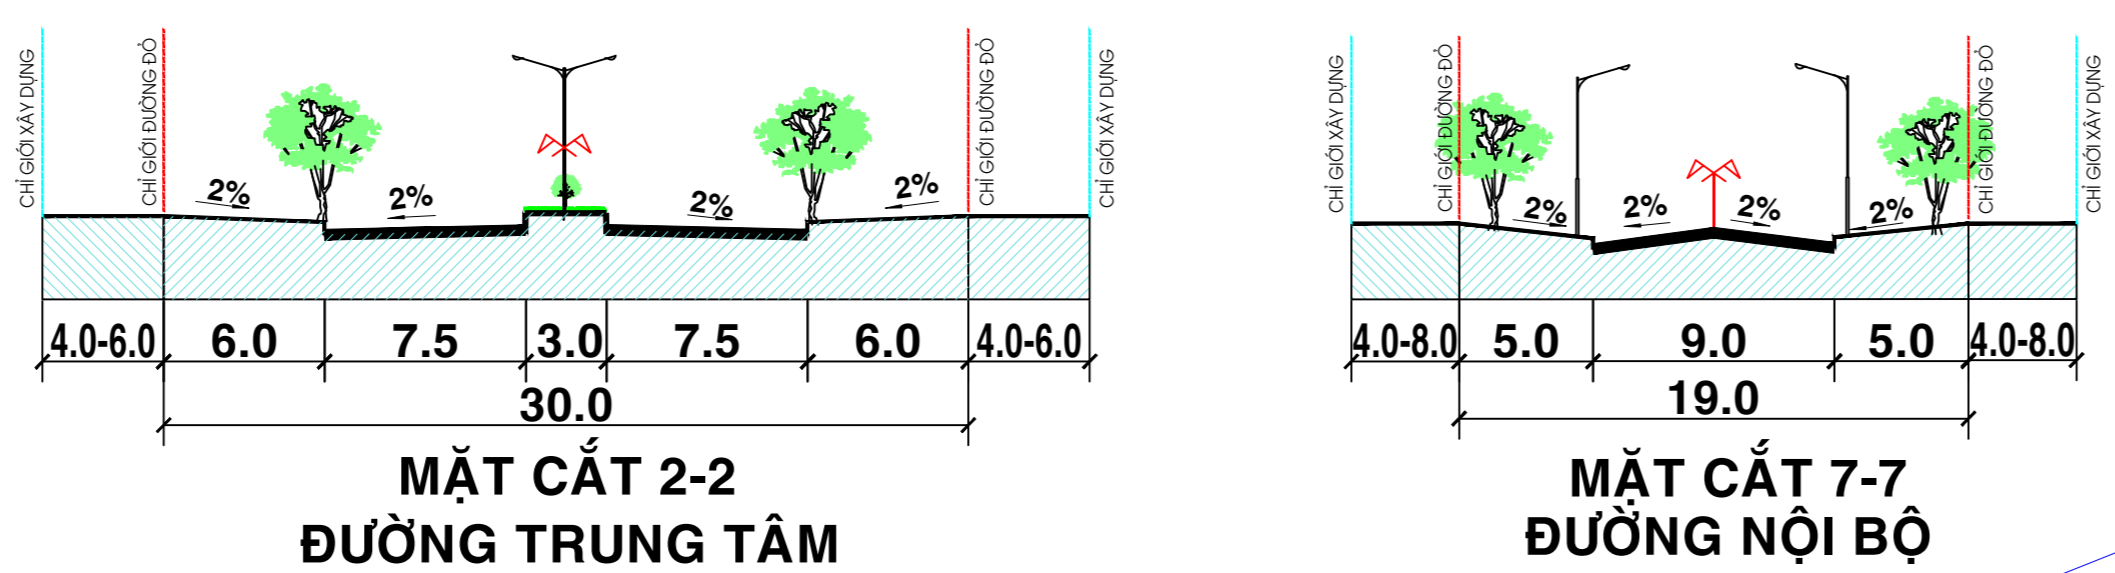 CHỈ GIỚI XÂY DỰNG
CHỈ GIỚI ĐƯỜNG ĐỎ
2%
2%
2%
2%
CHỈ GIỚI ĐƯỜNG ĐỎ
CHỈ GIỚI XÂY DỰNG
4.0-6.0 6.0 7.5 3.0 7.5 6.0 4.0-6.0
30.0
MẶT CẮT 2-2
ĐƯỜNG TRUNG TÂM
CHỈ GIỚI XÂY DỰNG
CHỈ GIỚI ĐƯỜNG ĐỎ
2%
2%
2%
2%
CHỈ GIỚI ĐƯỜNG ĐỎ
CHỈ GIỚI XÂY DỰNG
4.0-8.0 5.0 9.0 5.0 4.0-8.0
19.0
MẶT CẮT 7-7
ĐƯỜNG NỘI BỘ